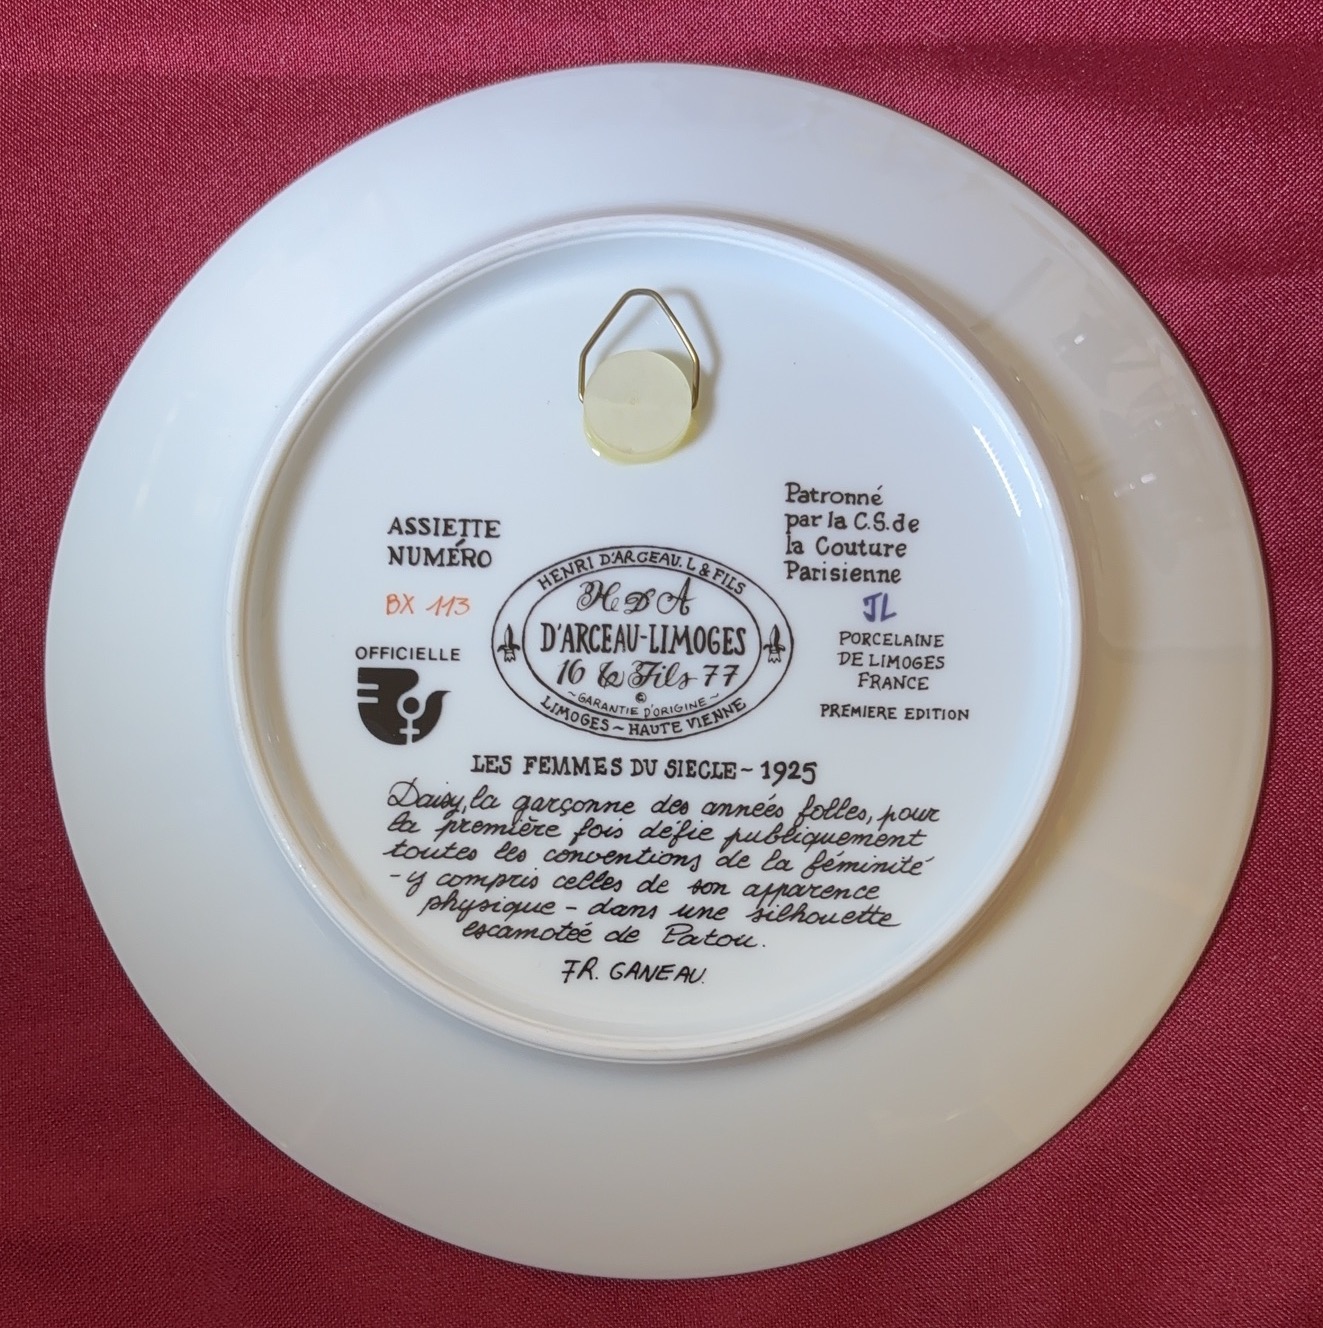 ASSIETTE
NUMÉRO
BX 113
OFFICIELLE
Patronné
par la C.S. de
la Couture
Parisienne
JL
PORCELAINE
DE LIMOGES
FRANCE
PREMIERE EDITION
HENRI D'ARCEAU. L & FILS
H D A
D'ARCEAU-LIMOGES
16 & Fils 77
~GARANTIE D'ORIGINE~
©
LIMOGES ~ HAUTE VIENNE
LES FEMMES DU SIECLE ~ 1925
Daisy, la garçonne des années folles, pour
la première fois défie publiquement
toutes les conventions de la féminité
- y compris celles de son apparence
physique - dans une silhouette
escamoteé de Patou.
FR. GANEAU.